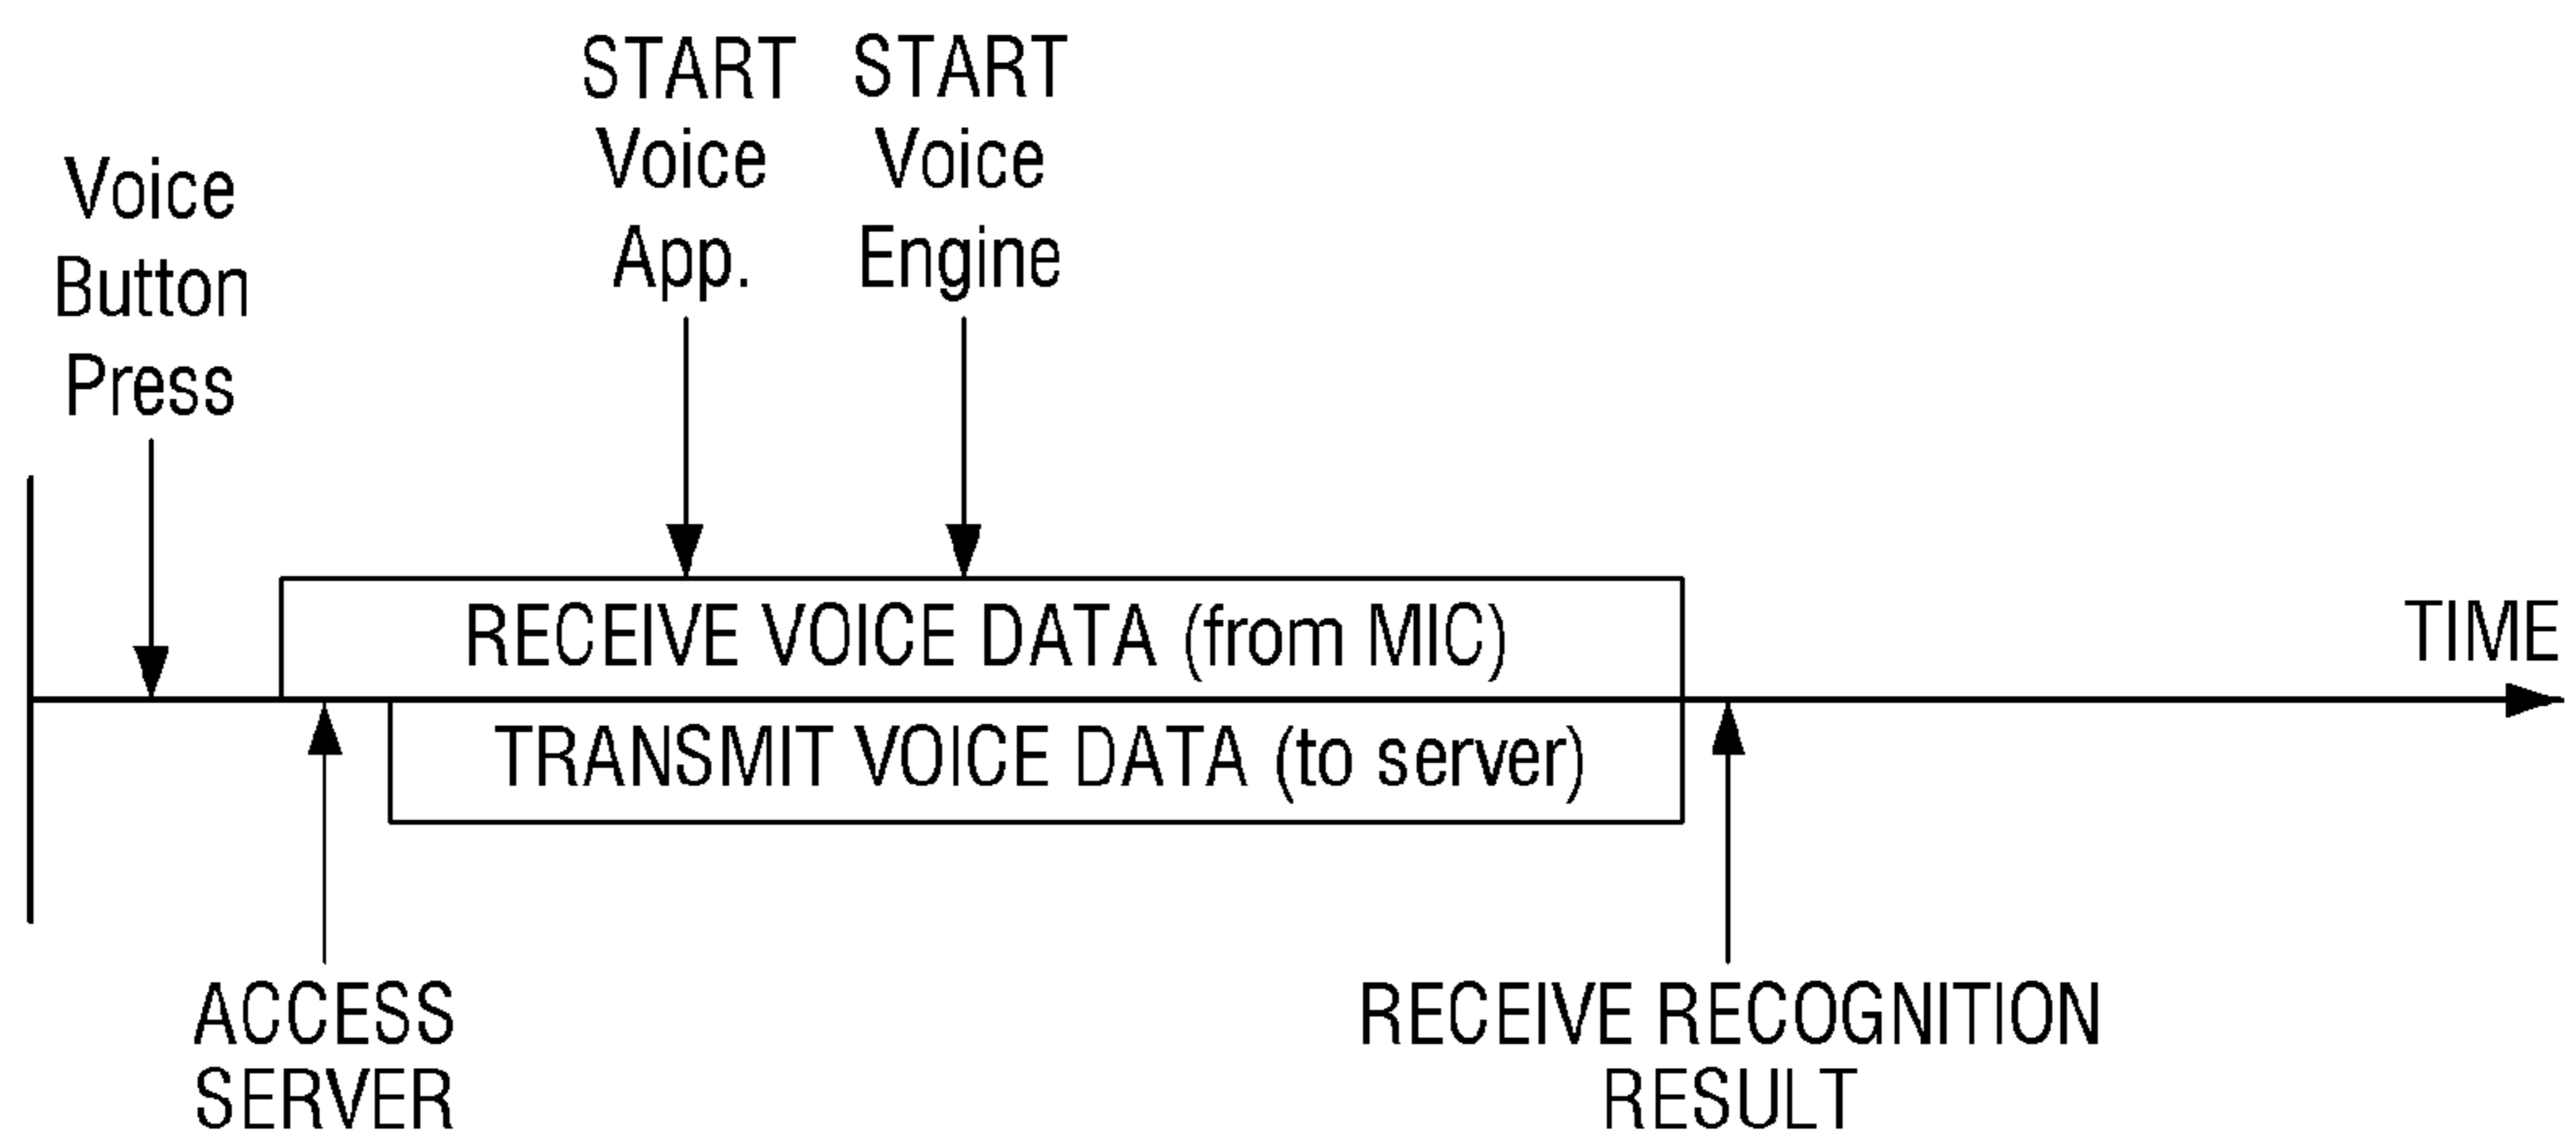 Voice
Button
Press
START
Voice
App.
START
Voice
Engine
RECEIVE VOICE DATA (from MIC)
TIME
TRANSMIT VOICE DATA (to server)
ACCESS
SERVER
RECEIVE RECOGNITION
RESULT